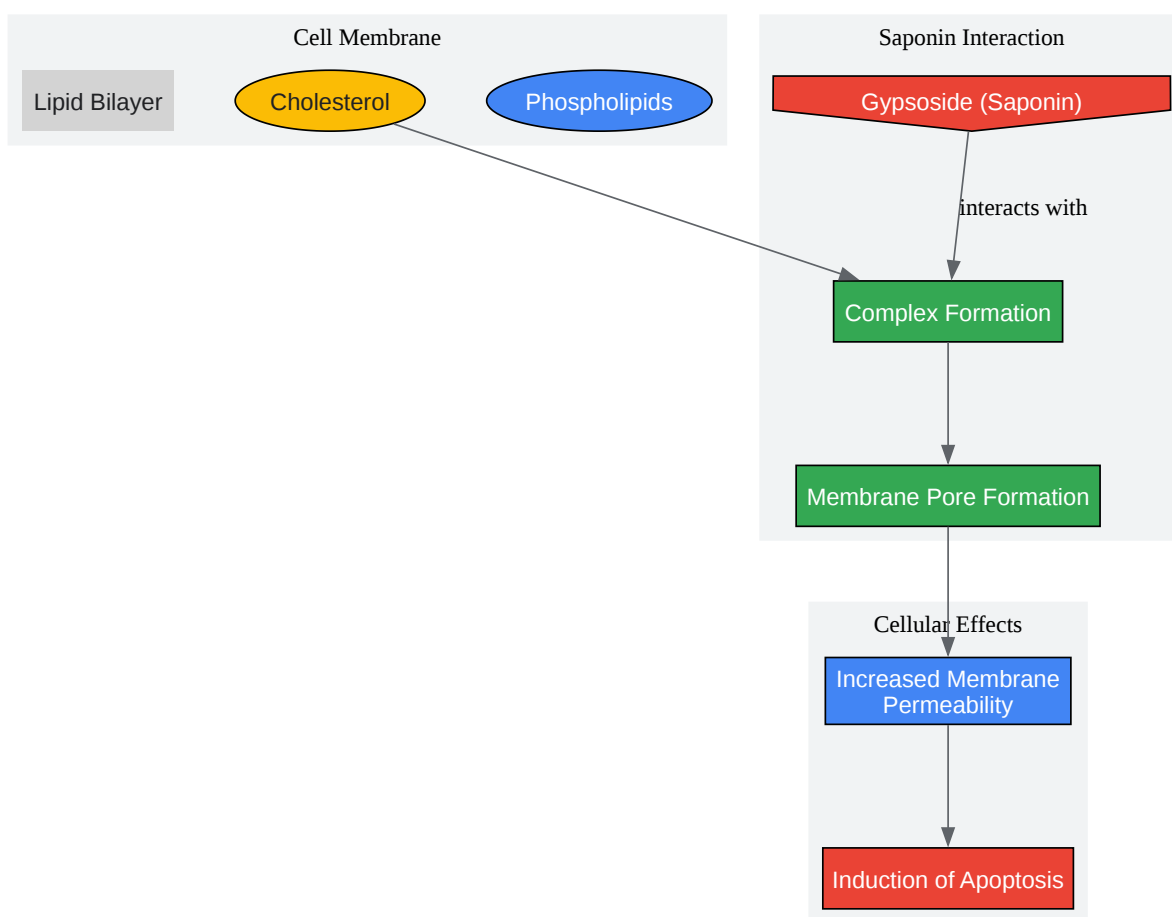 Cell Membrane
Lipid Bilayer
Cholesterol
Phospholipids
Saponin Interaction
Gypsoside (Saponin)
interacts with
Complex Formation
Membrane Pore Formation
Cellular Effects
Increased Membrane
Permeability
Induction of Apoptosis